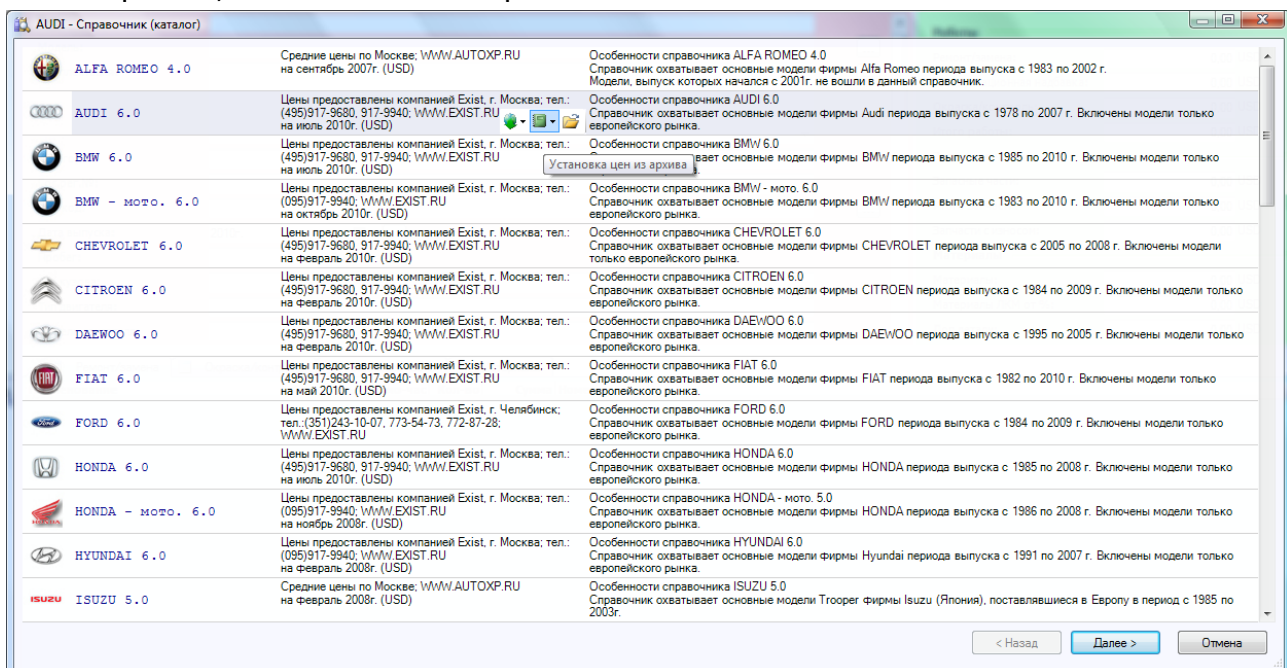 AUDI - Справочник (каталог)
ALFA ROMEO 4.0
Средние цены по Москве; WWW.AUTOXP.RU
на сентябрь 2007г. (USD)
Особенности справочника ALFA ROMEO 4.0
Справочник охватывает основные модели фирмы Alfa Romeo периода выпуска с 1983 по 2002 г.
Модели, выпуск которых начался с 2001г. не вошли в данный справочник.
AUDI 6.0
Цены предоставлены компанией Exist, г. Москва; тел.:
(495)917-9680, 917-9940; WWW.EXIST.RU
на июль 2010г. (USD)
Особенности справочника AUDI 6.0
Справочник охватывает основные модели фирмы Audi периода выпуска с 1978 по 2007 г. Включены модели только
европейского рынка.
BMW 6.0
Цены предоставлены компанией Exist, г. Москва; тел.:
(495)917-9680, 917-9940; WWW.EXIST.RU
на июль 2010г. (USD)
Установка цен из архива
Особенности справочника BMW 6.0
вает основные модели фирмы BMW периода выпуска с 1985 по 2010 г. Включены модели только
BMW - мото. 6.0
Цены предоставлены компанией Exist, г. Москва; тел.:
(095)917-9940; WWW.EXIST.RU
на октябрь 2010г. (USD)
Особенности справочника BMW - мото. 6.0
Справочник охватывает основные модели фирмы BMW периода выпуска с 1983 по 2010 г. Включены модели только
европейского рынка.
CHEVROLET 6.0
Цены предоставлены компанией Exist, г. Москва; тел.:
(495)917-9680, 917-9940; WWW.EXIST.RU
на февраль 2010г. (USD)
Особенности справочника CHEVROLET 6.0
Справочник охватывает основные модели фирмы CHEVROLET периода выпуска с 2005 по 2008 г. Включены модели
только европейского рынка.
CITROEN 6.0
Цены предоставлены компанией Exist, г. Москва; тел.:
(495)917-9680, 917-9940; WWW.EXIST.RU
на февраль 2010г. (USD)
Особенности справочника CITROEN 6.0
Справочник охватывает основные модели фирмы CITROEN периода выпуска с 1984 по 2009 г. Включены модели только
европейского рынка.
DAEWOO 6.0
Цены предоставлены компанией Exist, г. Москва; тел.:
(495)917-9680, 917-9940; WWW.EXIST.RU
на февраль 2010г. (USD)
Особенности справочника DAEWOO 6.0
Справочник охватывает основные модели фирмы DAEWOO периода выпуска с 1995 по 2005 г. Включены модели только
европейского рынка.
FIAT
FIAT 6.0
Цены предоставлены компанией Exist, г. Москва; тел.:
(495)917-9680, 917-9940; WWW.EXIST.RU
на май 2010г. (USD)
Особенности справочника FIAT 6.0
Справочник охватывает основные модели фирмы FIAT периода выпуска с 1982 по 2010 г. Включены модели только
европейского рынка.
Ford
FORD 6.0
Цены предоставлены компанией Exist, г. Челябинск;
тел.:(351)243-10-07, 773-54-73, 772-87-28;
WWW.EXIST.RU
Особенности справочника FORD 6.0
Справочник охватывает основные модели фирмы FORD периода выпуска с 1984 по 2009 г. Включены модели только
европейского рынка.
HONDA 6.0
Цены предоставлены компанией Exist, г. Москва; тел.:
(495)917-9680, 917-9940; WWW.EXIST.RU
на июль 2010г. (USD)
Особенности справочника HONDA 6.0
Справочник охватывает основные модели фирмы HONDA периода выпуска с 1985 по 2008 г. Включены модели только
европейского рынка.
HONDA
HONDA - мото. 6.0
Цены предоставлены компанией Exist, г. Москва; тел.:
(095)917-9940; WWW.EXIST.RU
на ноябрь 2008г. (USD)
Особенности справочника HONDA - мото. 5.0
Справочник охватывает основные модели фирмы HONDA периода выпуска с 1986 по 2008 г. Включены модели только
европейского рынка.
HYUNDAI 6.0
Цены предоставлены компанией Exist, г. Москва; тел.:
(095)917-9940; WWW.EXIST.RU
на февраль 2008г. (USD)
Особенности справочника HYUNDAI 6.0
Справочник охватывает основные модели фирмы Hyundai периода выпуска с 1991 по 2007 г. Включены модели только
европейского рынка.
ISUZU
ISUZU 5.0
Средние цены по Москве; WWW.AUTOXP.RU
на февраль 2008г. (USD)
Особенности справочника ISUZU 5.0
Справочник охватывает основные модели Trooper фирмы Isuzu (Япония), поставлявшиеся в Европу в период с 1985 по
2003г.
< Назад
Далее >
Отмена